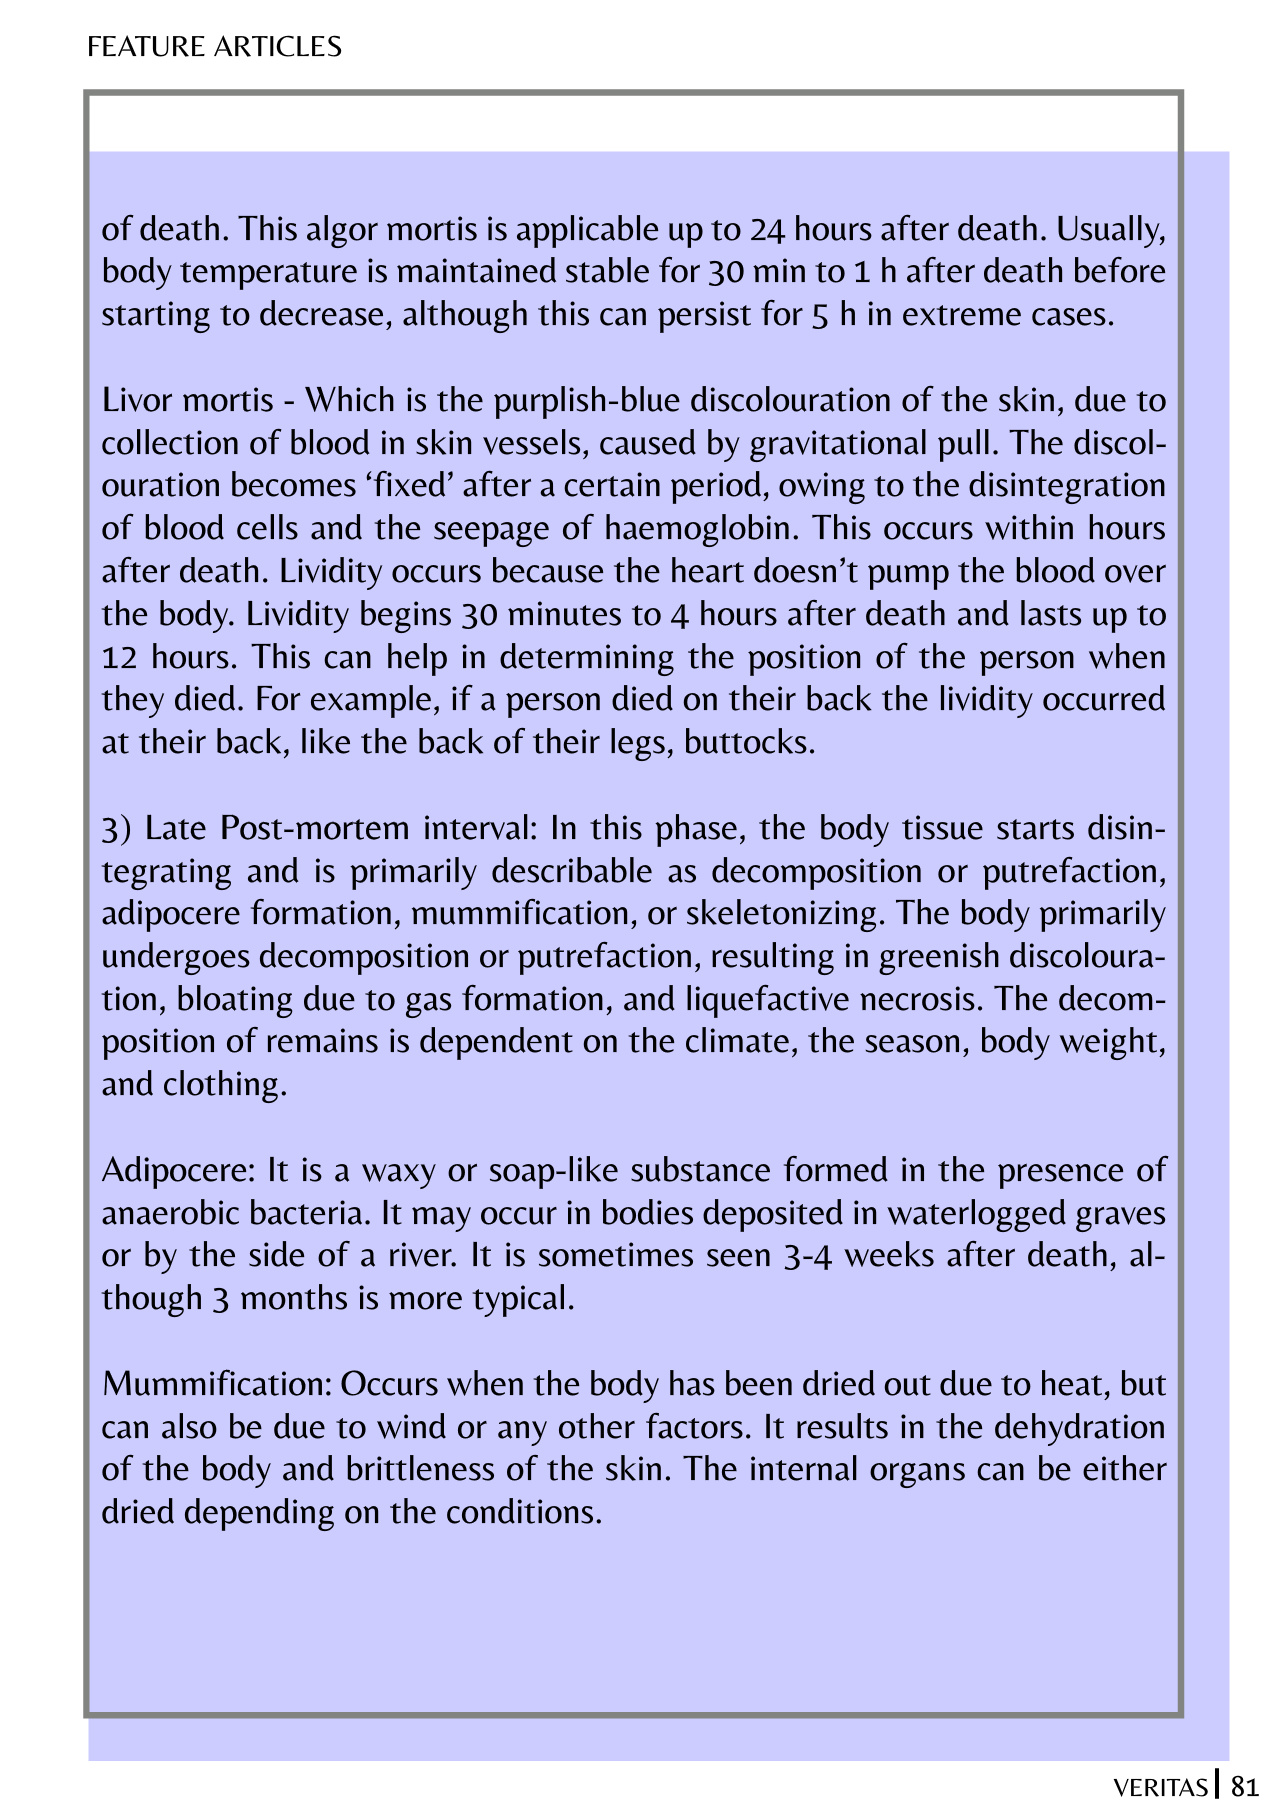 FEATURE ARTICLES
of death. This algor mortis is applicable up to 24 hours after death. Usually,
body temperature is maintained stable for 30 min to 1 h after death before
starting to decrease, although this can persist for 5 h in extreme cases.
Livor mortis - Which is the purplish-blue discolouration of the skin, due to
collection of blood in skin vessels, caused by gravitational pull. The discol-
ouration becomes ‘fixed’ after a certain period, owing to the disintegration
of blood cells and the seepage of haemoglobin. This occurs within hours
after death. Lividity occurs because the heart doesn’t pump the blood over
the body. Lividity begins 30 minutes to 4 hours after death and lasts up to
12 hours. This can help in determining the position of the person when
they died. For example, if a person died on their back the lividity occurred
at their back, like the back of their legs, buttocks.
3) Late Post-mortem interval: In this phase, the body tissue starts disin-
tegrating and is primarily describable as decomposition or putrefaction,
adipocere formation, mummification, or skeletonizing. The body primarily
undergoes decomposition or putrefaction, resulting in greenish discoloura-
tion, bloating due to gas formation, and liquefactive necrosis. The decom-
position of remains is dependent on the climate, the season, body weight,
and clothing.
Adipocere: It is a waxy or soap-like substance formed in the presence of
anaerobic bacteria. It may occur in bodies deposited in waterlogged graves
or by the side of a river. It is sometimes seen 3-4 weeks after death, al-
though 3 months is more typical.
Mummification: Occurs when the body has been dried out due to heat, but
can also be due to wind or any other factors. It results in the dehydration
of the body and brittleness of the skin. The internal organs can be either
dried depending on the conditions.
VERITAS | 81